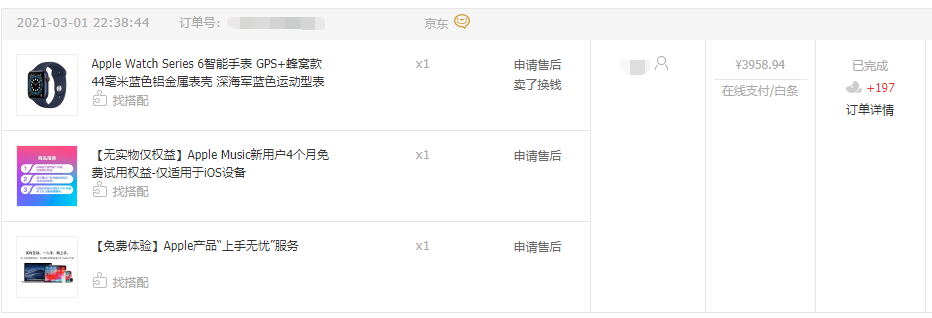 2021-03-01 22:38:44 订单号: 京东
Apple Watch Series 6智能手表 GPS+蜂窝款
44毫米蓝色铝金属表壳 深海军蓝色运动型表
找搭配
x1
申请售后
卖了换钱
¥3958.94
在线支付/白条
已完成
+197
订单详情
【无实物仅权益】Apple Music新用户4个月免
费试用权益-仅适用于iOS设备
找搭配
x1
申请售后
【免费体验】Apple产品“上手无忧”服务
找搭配
x1
申请售后